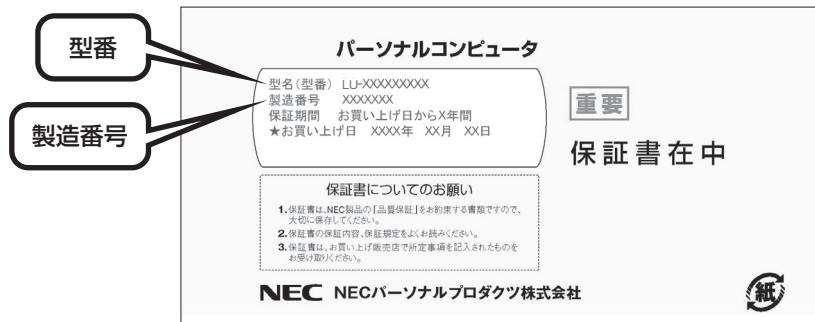 型番
製造番号
パーソナルコンピュータ
型名(型番) LU-XXXXXXXXX
製造番号 XXXXXXX
保証期間 お買い上げ日からX年間
★お買い上げ日 XXXX年 XX月 XX日
重要
保証書在中
保証書についてのお願い
1.保証書は、NEC製品の「品質保証」をお約束する書類ですので、
大切に保存してください。
2.保証書の保証内容、保証規定をよくお読みください。
3.保証書は、お買い上げ販売店で所定事項を記入されたものを
お受け取りください。
NEC NECパーソナルプロダクツ株式会社
紙